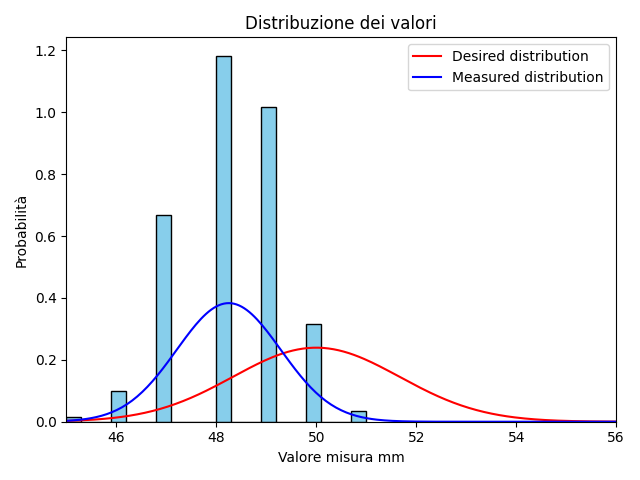 Distribuzione dei valori
Desired distribution
Measured distribution
Probabilità
1.2
1.0
0.8
0.6
0.4
0.2
0.0
46 48 50 52 54 56
Valore misura mm